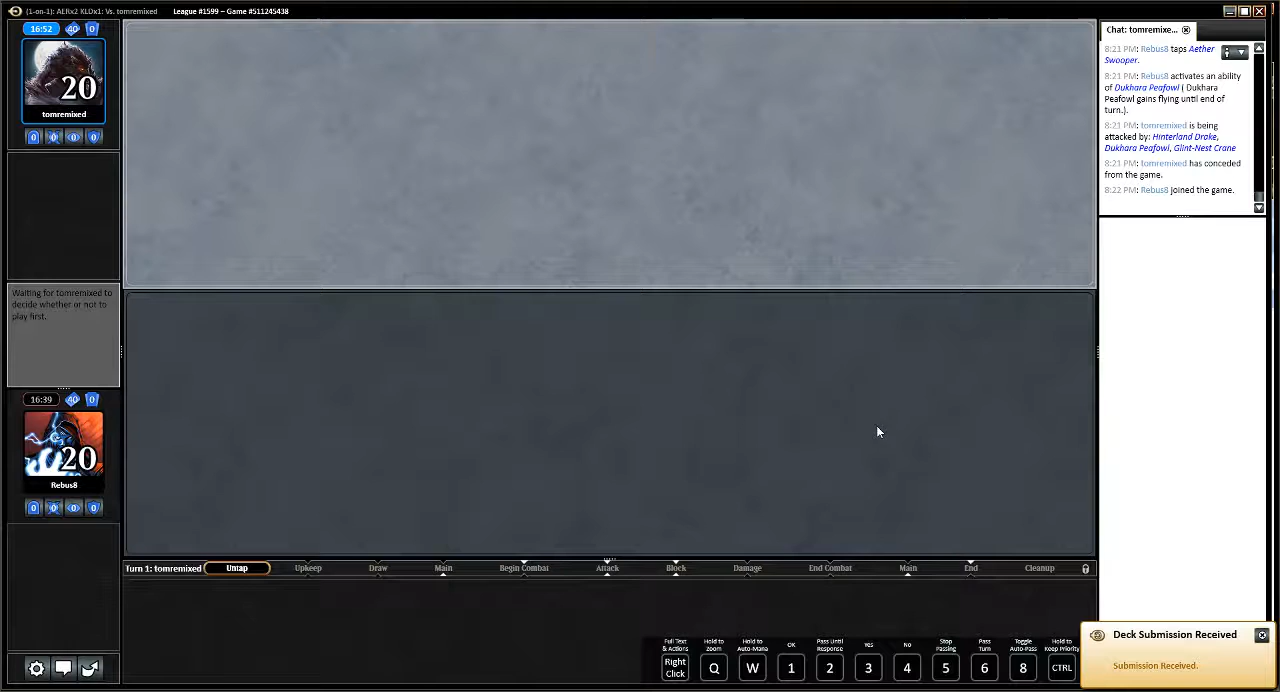 (1-on-1): AERx2 KLDx1: Vs. tomremixed League #1599 – Game #511245438
16:52 40 0
20
tomremixed
0 0 0 0
Waiting for tomremixed to
decide whether or not to
play first.
16:39 40 0
20
Rebus8
0 0 0 0
Chat: tomremixe...
8:21 PM: Rebus8 taps Aether
Swooper.
8:21 PM: Rebus8 activates an ability
of Dukhara Peafowl ( Dukhara
Peafowl gains flying until end of
turn.).
8:21 PM: tomremixed is being
attacked by: Hinterland Drake,
Dukhara Peafowl, Glint-Nest Crane
8:21 PM: tomremixed has conceded
from the game.
8:22 PM: Rebus8 joined the game.
Turn 1: tomremixed Untap Upkeep Draw Main Begin Combat Attack Block Damage End Combat Main End Cleanup
Full Text
& Actions
Right
Click
Hold to
Zoom
Q
Hold to
Auto-Mana
W
OK
1
Pass Until
Response
2
Yes
3
No
4
Stop
Passing
5
Pass
Turn
6
Toggle
Auto-Pass
8
Hold to
Keep Priority
CTRL
Deck Submission Received
Submission Received.